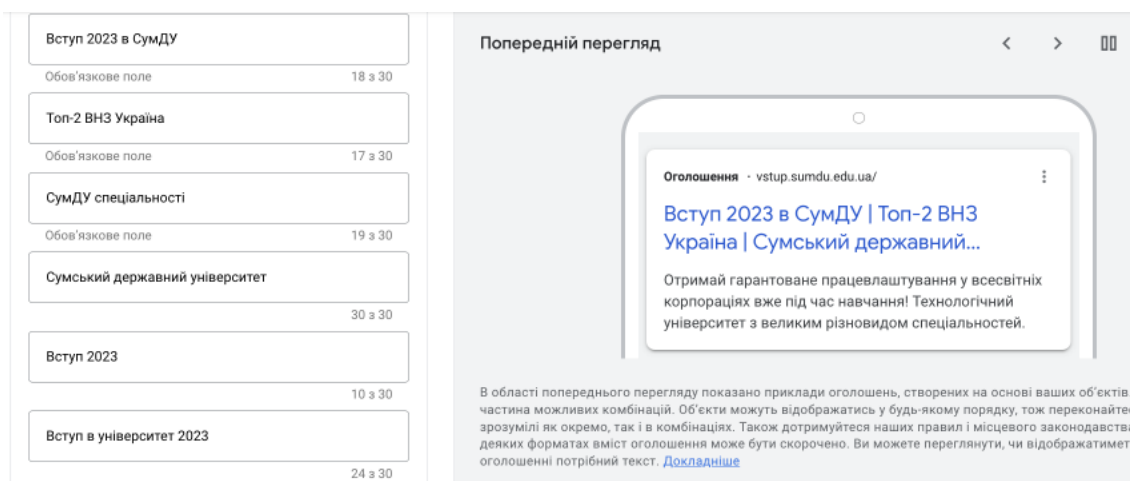 Вступ 2023 в СумДУ
Обов'язкове поле 18 з 30
Топ-2 ВНЗ Україна
Обов'язкове поле 17 з 30
СумДУ спеціальності
Обов'язкове поле 19 з 30
Сумський державний університет
30 з 30
Вступ 2023
10 з 30
Вступ в університет 2023
24 з 30
Попередній перегляд
Оголошення · vstup.sumdu.edu.ua/
Вступ 2023 в СумДУ | Топ-2 ВНЗ
Україна | Сумський державний...
Отримай гарантоване працевлаштування у всесвітніх
корпораціях вже під час навчання! Технологічний
університет з великим різновидом спеціальностей.
В області попереднього перегляду показано приклади оголошень, створених на основі ваших об'єктів
частина можливих комбінацій. Об'єкти можуть відображатись у будь-якому порядку, тож
зрозумілі як окремо, так і в комбінаціях. Також дотримуйтеся наших правил і місцевого
деяких форматах вміст оголошення може бути скорочено. Ви можете переглянути, чи
оголошенні потрібний текст. Докладніше